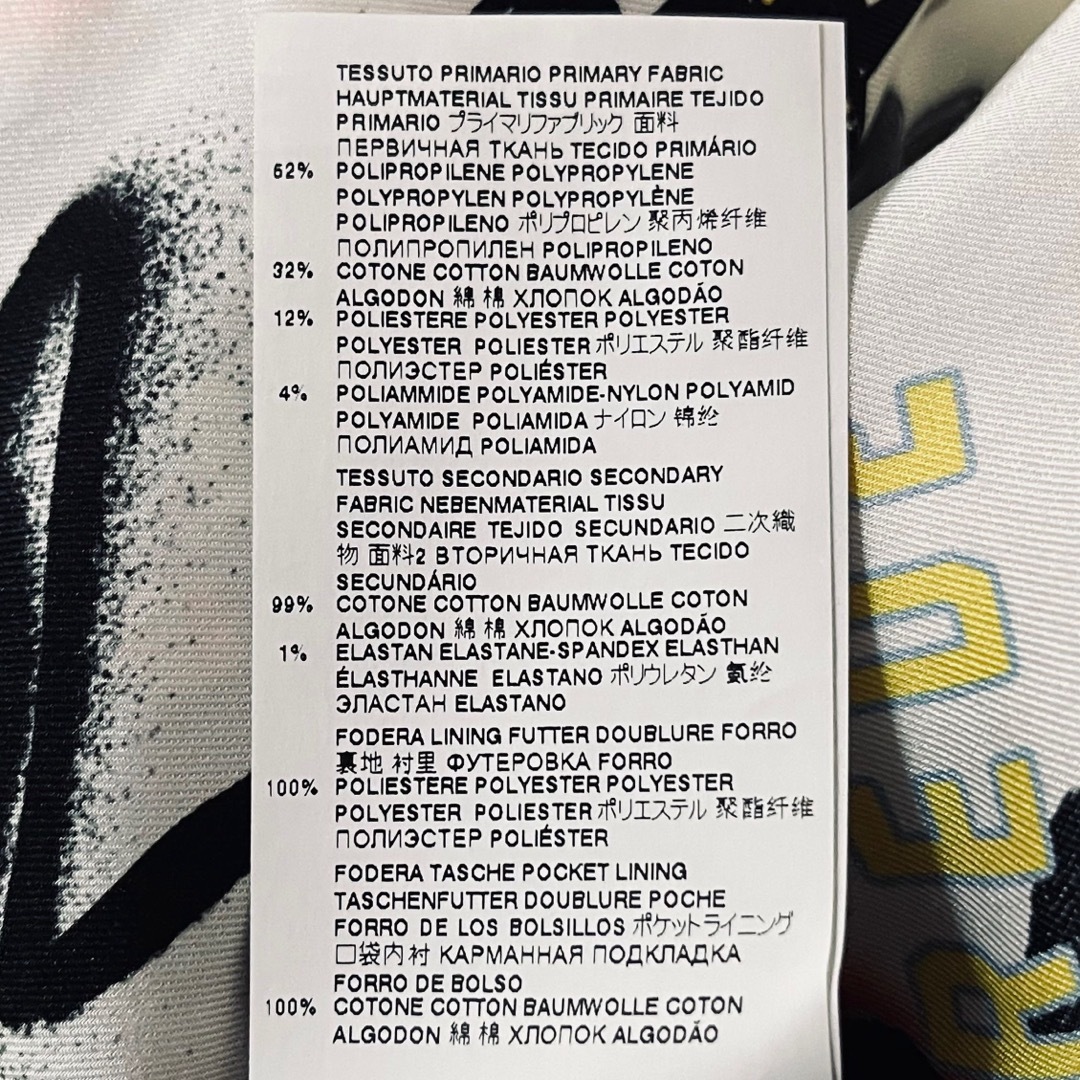 TESSUTO PRIMARIO PRIMARY FABRIC
HAUPTMATERIAL TISSU PRIMAIRE TEJIDO
PRIMARIO プライマリファブリック 面料
ПЕРВИЧНАЯ ТКАНЬ TECIDO PRIMÁRIO
52% POLIPROPILENE POLYPROPYLENE
POLYPROPYLEN POLYPROPYLÈNE
POLIPROPILENO ポリプロピレン 聚丙烯纤维
ПОЛИПРОПИЛЕН POLIPROPILENO
32% COTONE COTTON BAUMWOLLE COTON
ALGODON 綿 棉 ХЛОПОК ALGODÃO
12% POLIESTERE POLYESTER POLYESTER
POLYESTER POLIESTER ポリエステル 聚酯纤维
ПОЛИЭСТЕР POLIÉSTER
4% POLIAMMIDE POLYAMIDE-NYLON POLYAMID
POLYAMIDE POLIAMIDA ナイロン 锦纶
ПОЛИАМИД POLIAMIDA
TESSUTO SECONDARIO SECONDARY
FABRIC NEBENMATERIAL TISSU
SECONDAIRE TEJIDO SECUNDARIO 二次織
物 面料2 ВТОРИЧНАЯ ТКАНЬ TECIDO
SECUNDÁRIO
99% COTONE COTTON BAUMWOLLE COTON
ALGODON 綿 棉 ХЛОПОК ALGODÃO
1% ELASTAN ELASTANE-SPANDEX ELASTHAN
ÉLASTHANNE ELASTANO ポリウレタン 氨纶
ЭЛАСТАН ELASTANO
FODERA LINING FUTTER DOUBLURE FORRO
裏地 衬里 ФУТЕРОВКА FORRO
100% POLIESTERE POLYESTER POLYESTER
POLYESTER POLIESTER ポリエステル 聚酯纤维
ПОЛИЭСТЕР POLIÉSTER
FODERA TASCHE POCKET LINING
TASCHENFUTTER DOUBLURE POCHE
FORRO DE LOS BOLSILLOS ポケットライニング
口袋内衬 КАРМАННАЯ ПОДКЛАДКА
FORRO DE BOLSO
100% COTONE COTTON BAUMWOLLE COTON
ALGODON 綿 棉 ХЛОПОК ALGODÃO